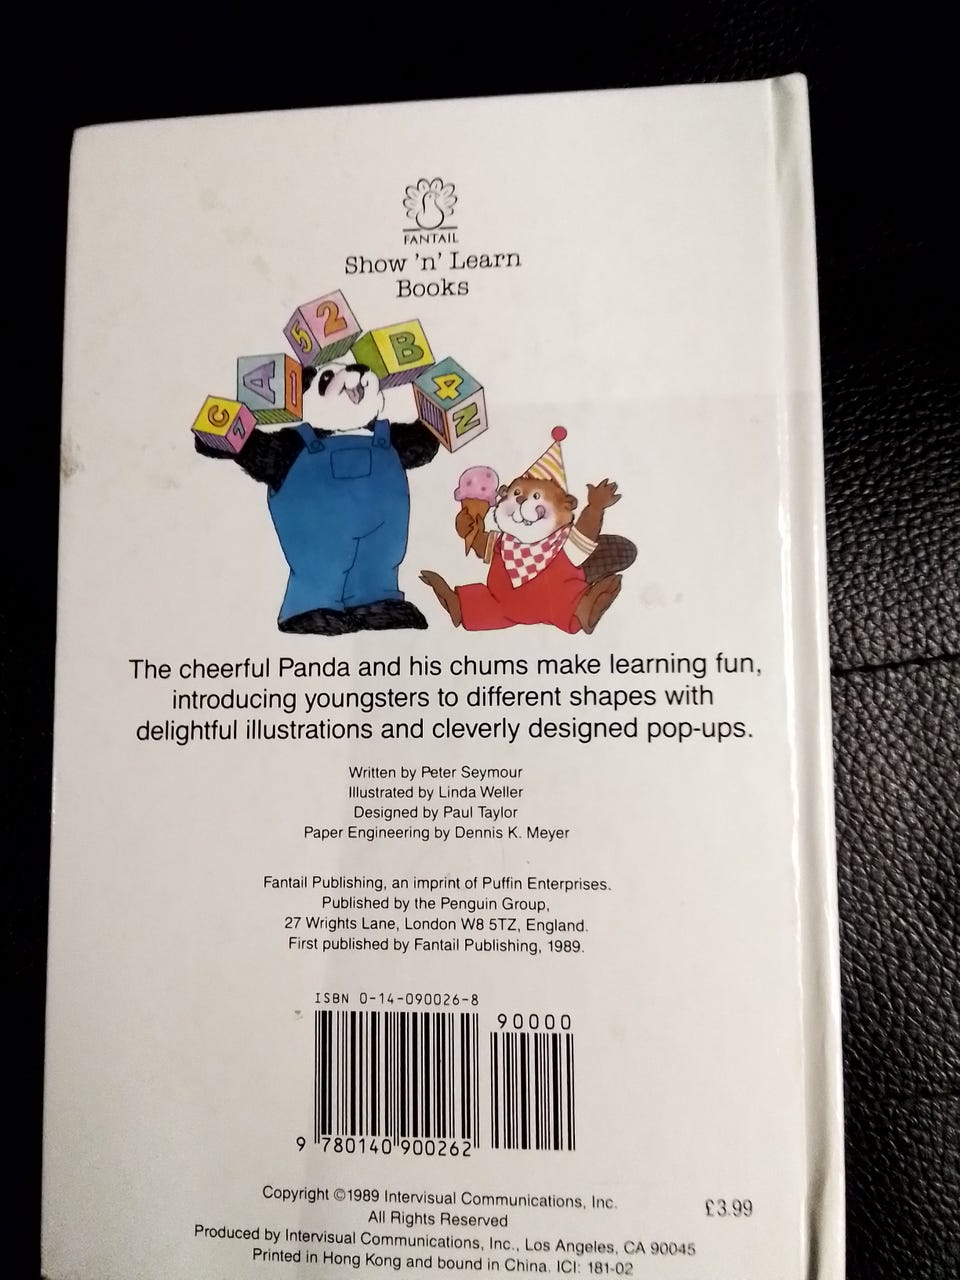 FANTAIL
Show 'n' Learn
Books
5 2
A 1
B
4
N
C 7
The cheerful Panda and his chums make learning fun,
introducing youngsters to different shapes with
delightful illustrations and cleverly designed pop-ups.
Written by Peter Seymour
Illustrated by Linda Weller
Designed by Paul Taylor
Paper Engineering by Dennis K. Meyer
Fantail Publishing, an imprint of Puffin Enterprises.
Published by the Penguin Group,
27 Wrights Lane, London W8 5TZ, England.
First published by Fantail Publishing, 1989.
ISBN 0-14-090026-8
90000
9 780140 900262
Copyright ©1989 Intervisual Communications, Inc.
All Rights Reserved
£3.99
Produced by Intervisual Communications, Inc., Los Angeles, CA 90045
Printed in Hong Kong and bound in China. ICI: 181-02